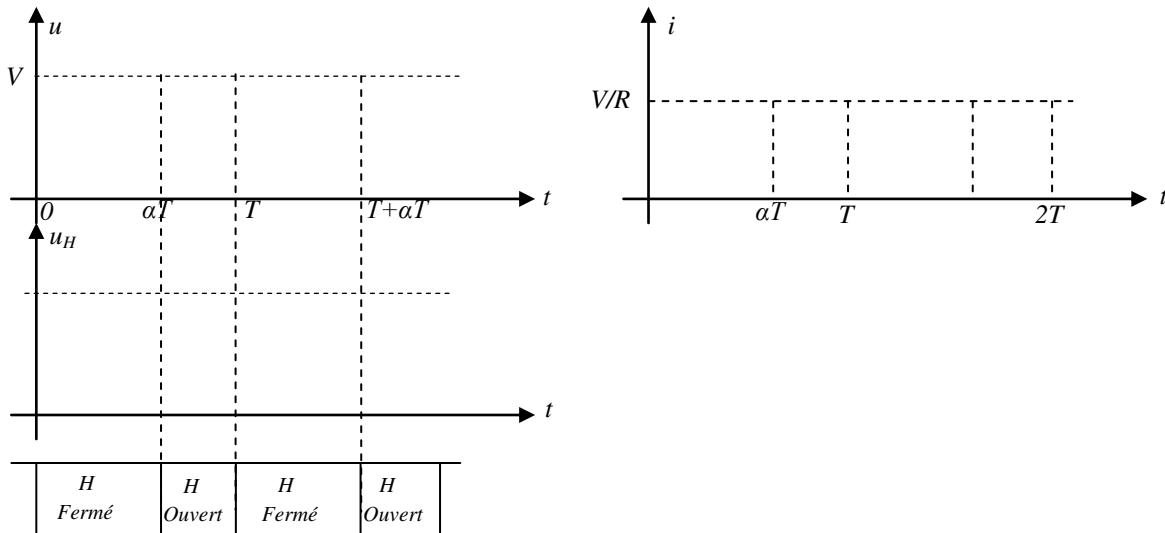 u
V
0 αT T T+αT t
u_H
t
H H H H
Fermé Ouvert Fermé Ouvert
i
V/R
αT T 2T t